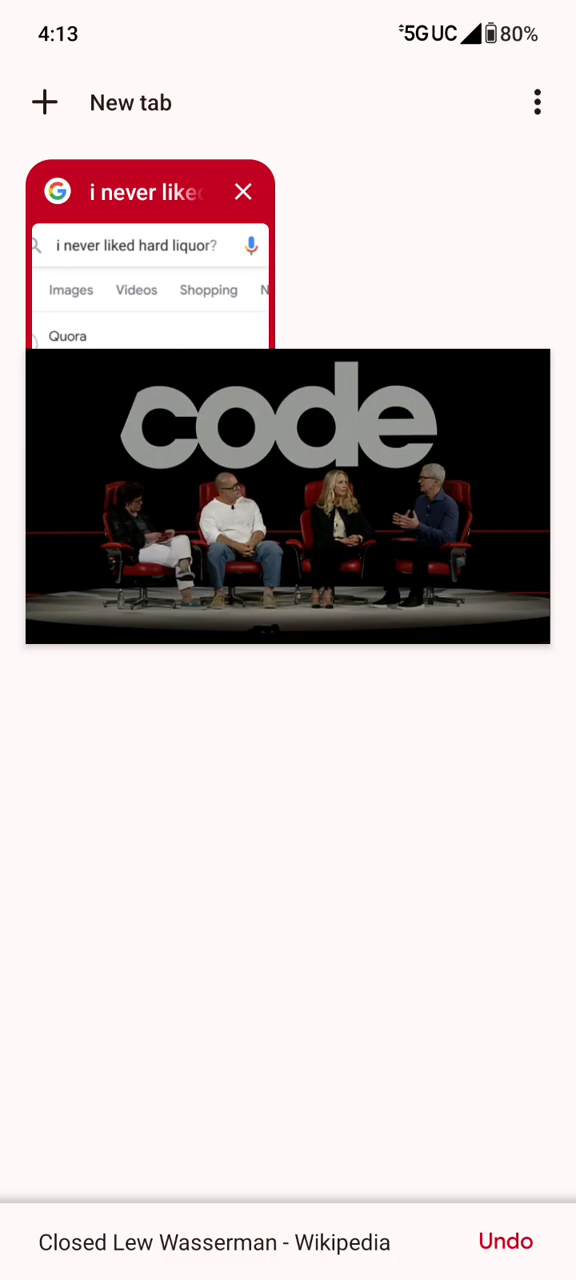 4:13
5G UC 80%
New tab
i never like
i never liked hard liquor?
Images Videos Shopping N
Quora
code
Closed Lew Wasserman - Wikipedia Undo